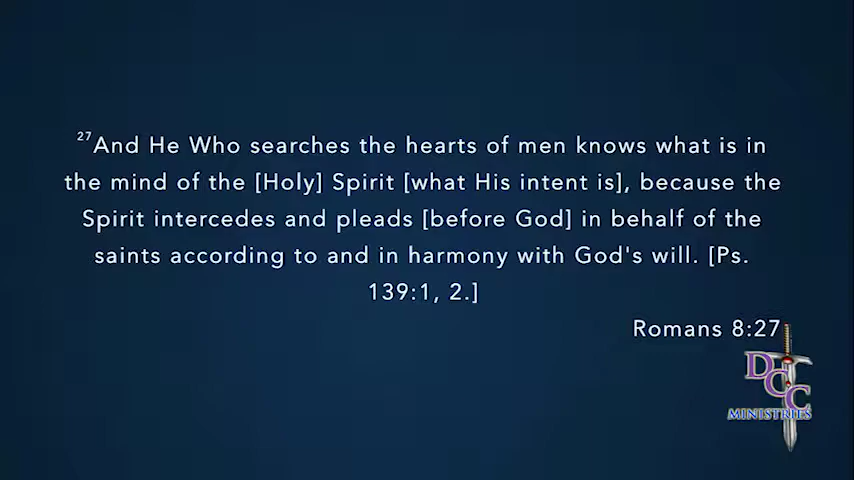 27And He Who searches the hearts of men knows what is in
the mind of the [Holy] Spirit [what His intent is], because the
Spirit intercedes and pleads [before God] in behalf of the
saints according to and in harmony with God's will. [Ps.
139:1, 2.]
Romans 8:27
DCC
MINISTRIES